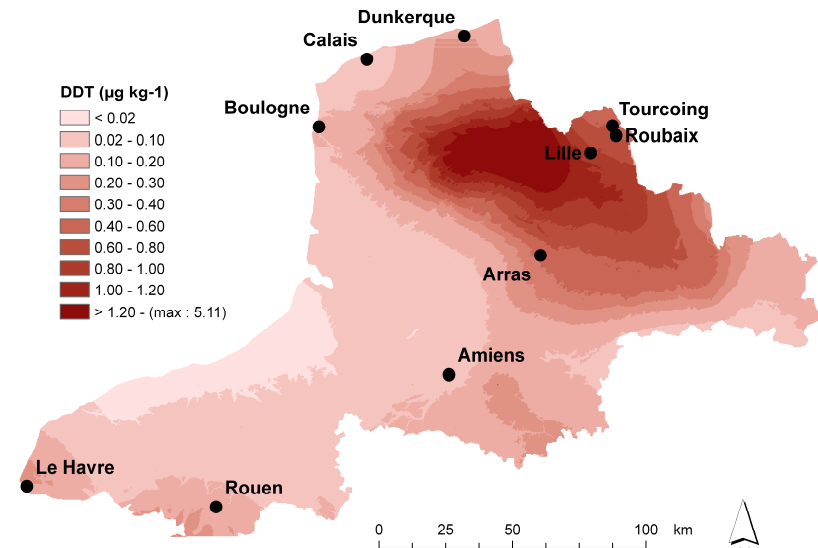 Dunkerque
Calais
DDT (µg kg-1)
< 0.02
0.02 - 0.10
0.10 - 0.20
0.20 - 0.30
0.30 - 0.40
0.40 - 0.60
0.60 - 0.80
0.80 - 1.00
1.00 - 1.20
> 1.20 - (max : 5.11)
Boulogne
Tourcoing
Roubaix
Lille
Arras
Amiens
Le Havre
Rouen
0 25 50 100 km